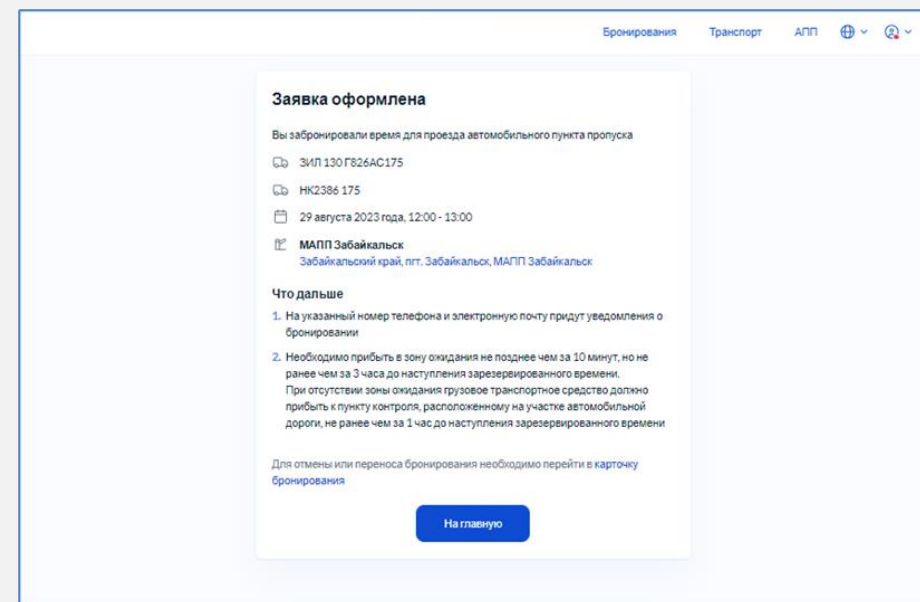 Бронирования Транспорт АПП
Заявка оформлена
Вы забронировали время для проезда автомобильного пункта пропуска
ЗИЛ 130 Г826АС175
НК2386 175
29 августа 2023 года, 12:00 - 13:00
МАПП Забайкальск
Забайкальский край, пгт. Забайкальск, МАПП Забайкальск
Что дальше
1. На указанный номер телефона и электронную почту придут уведомления о
бронировании
2. Необходимо прибыть в зону ожидания не позднее чем за 10 минут, но не
ранее чем за 3 часа до наступления зарезервированного времени.
При отсутствии зоны ожидания грузовое транспортное средство должно
прибыть к пункту контроля, расположенному на участке автомобильной
дороги, не ранее чем за 1 час до наступления зарезервированного времени
Для отмены или переноса бронирования необходимо перейти в карточку
бронирования
На главную